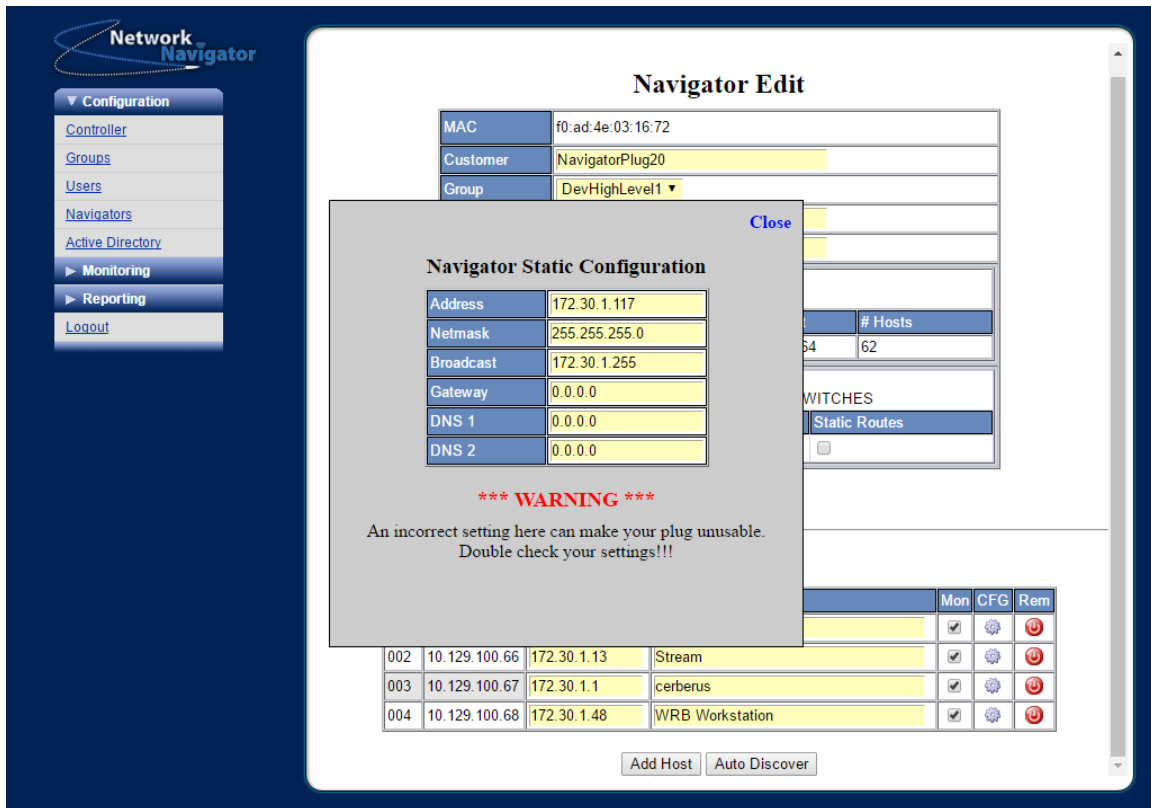 Network
Navigator
▼ Configuration
Controller
Groups
Users
Navigators
Active Directory
▶ Monitoring
▶ Reporting
Logout
Navigator Edit
MAC f0:ad:4e:03:16:72
Customer NavigatorPlug20
Group DevHighLevel1 ▼
Close
Navigator Static Configuration
Address 172.30.1.117
Netmask 255.255.255.0
Broadcast 172.30.1.255
Gateway 0.0.0.0
DNS 1 0.0.0.0
DNS 2 0.0.0.0
*** WARNING ***
An incorrect setting here can make your plug unusable.
Double check your settings!!!
# Hosts
64 62
WITCHES
Static Routes
Mon CFG Rem
002 10.129.100.66 172.30.1.13 Stream
003 10.129.100.67 172.30.1.1 cerberus
004 10.129.100.68 172.30.1.48 WRB Workstation
Add Host Auto Discover